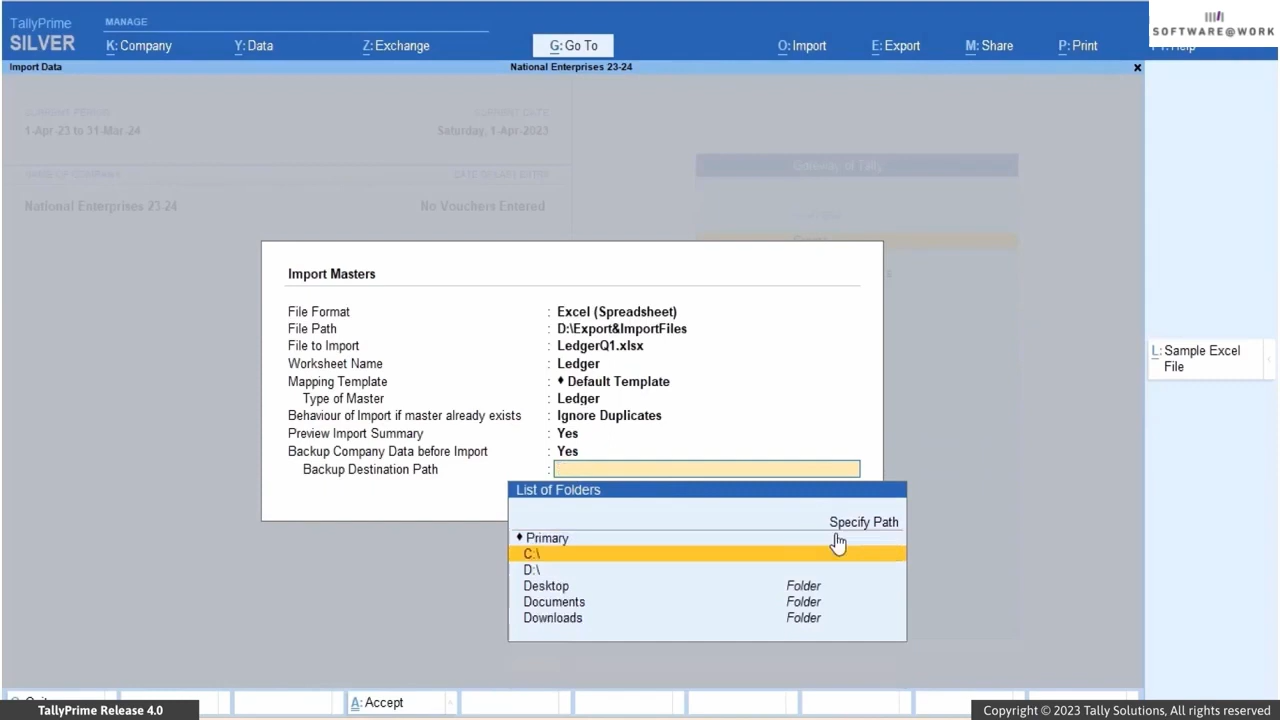 TallyPrime
SILVER
MANAGE
K: Company
Y: Data
Z: Exchange
G: Go To
O: Import
E: Export
M: Share
P: Print
SOFTWARE@WORK
Import Data
National Enterprises 23-24
x
1-Apr-23 to 31-Mar-24
Saturday, 1-Apr-2023
Gateway of Tally
National Enterprises 23-24
No Vouchers Entered
Import Masters
File Format : Excel (Spreadsheet)
File Path : D:\Export&ImportFiles
File to Import : LedgerQ1.xlsx
Worksheet Name : Ledger
Mapping Template : ♦ Default Template
Type of Master : Ledger
Behaviour of Import if master already exists : Ignore Duplicates
Preview Import Summary : Yes
Backup Company Data before Import : Yes
Backup Destination Path :
List of Folders
Specify Path
♦ Primary
C:\
D:\
Desktop Folder
Documents Folder
Downloads Folder
L: Sample Excel
File
A: Accept
TallyPrime Release 4.0
Copyright © 2023 Tally Solutions, All rights reserved